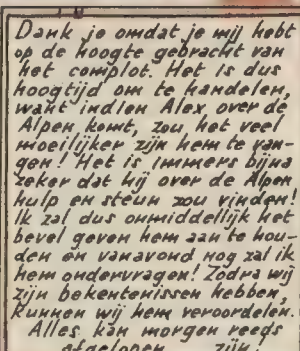 Dank je omdat je mij hebt
op de hoogte gebracht van
het complot. Het is dus
hoogtijd om te handelen,
want indien Alex over de
Alpen komt, zou het veel
moeilijker zijn hem te van-
gen! Het is immers bijna
zeker dat hij over de Alpen
hulp en steun zou vinden!
Ik zal dus onmiddellijk het
bevel geven hem aan te hou-
den en vanavond nog zal ik
hem ondervragen! Zodra wij
zijn bekentenissen hebben,
kunnen wij hem veroordelen.
Alles kan morgen reeds
afgelopen zijn.